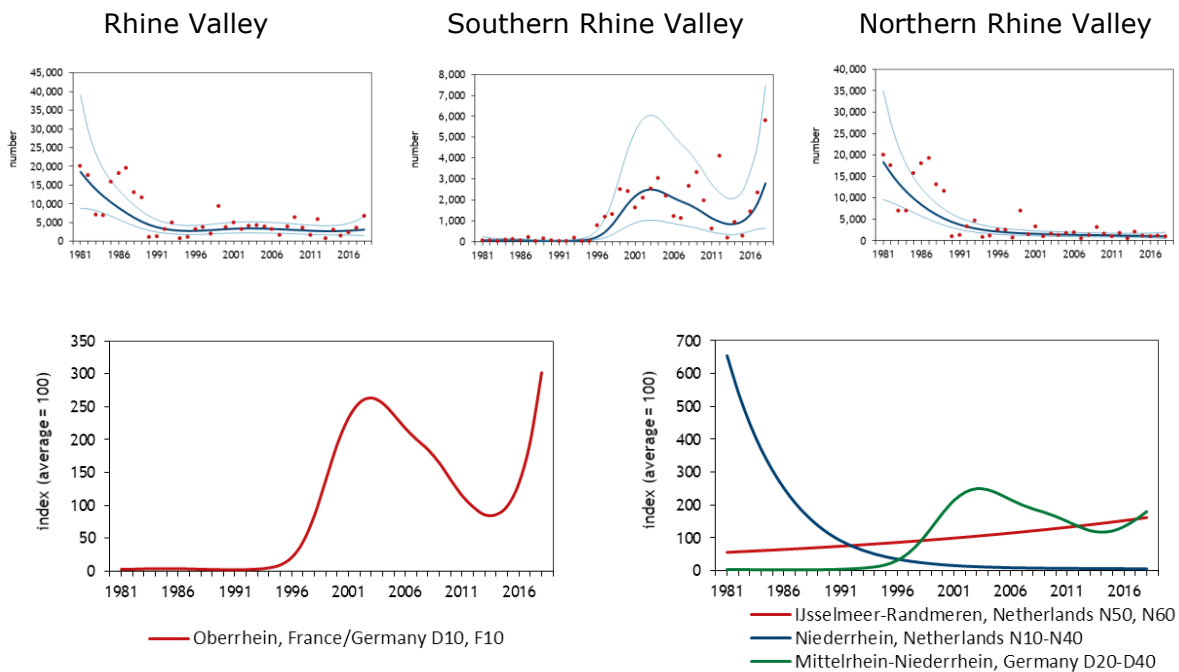 Rhine Valley
Southern Rhine Valley
Northern Rhine Valley
45,000
40,000
35,000
30,000
25,000
20,000
15,000
10,000
5,000
0
number
1981 1986 1991 1996 2001 2006 2011 2016
8,000
7,000
6,000
5,000
4,000
3,000
2,000
1,000
0
number
1981 1986 1991 1996 2001 2006 2011 2016
40,000
35,000
30,000
25,000
20,000
15,000
10,000
5,000
0
number
1981 1986 1991 1996 2001 2006 2011 2016
350
300
250
200
150
100
50
0
index (average = 100)
1981 1986 1991 1996 2001 2006 2011 2016
Oberrhein, France/Germany D10, F10
700
600
500
400
300
200
100
0
index (average = 100)
1981 1986 1991 1996 2001 2006 2011 2016
IJsselmeer-Randmeren, Netherlands N50, N60
Niederrhein, Netherlands N10-N40
Mittelrhein-Niederrhein, Germany D20-D40